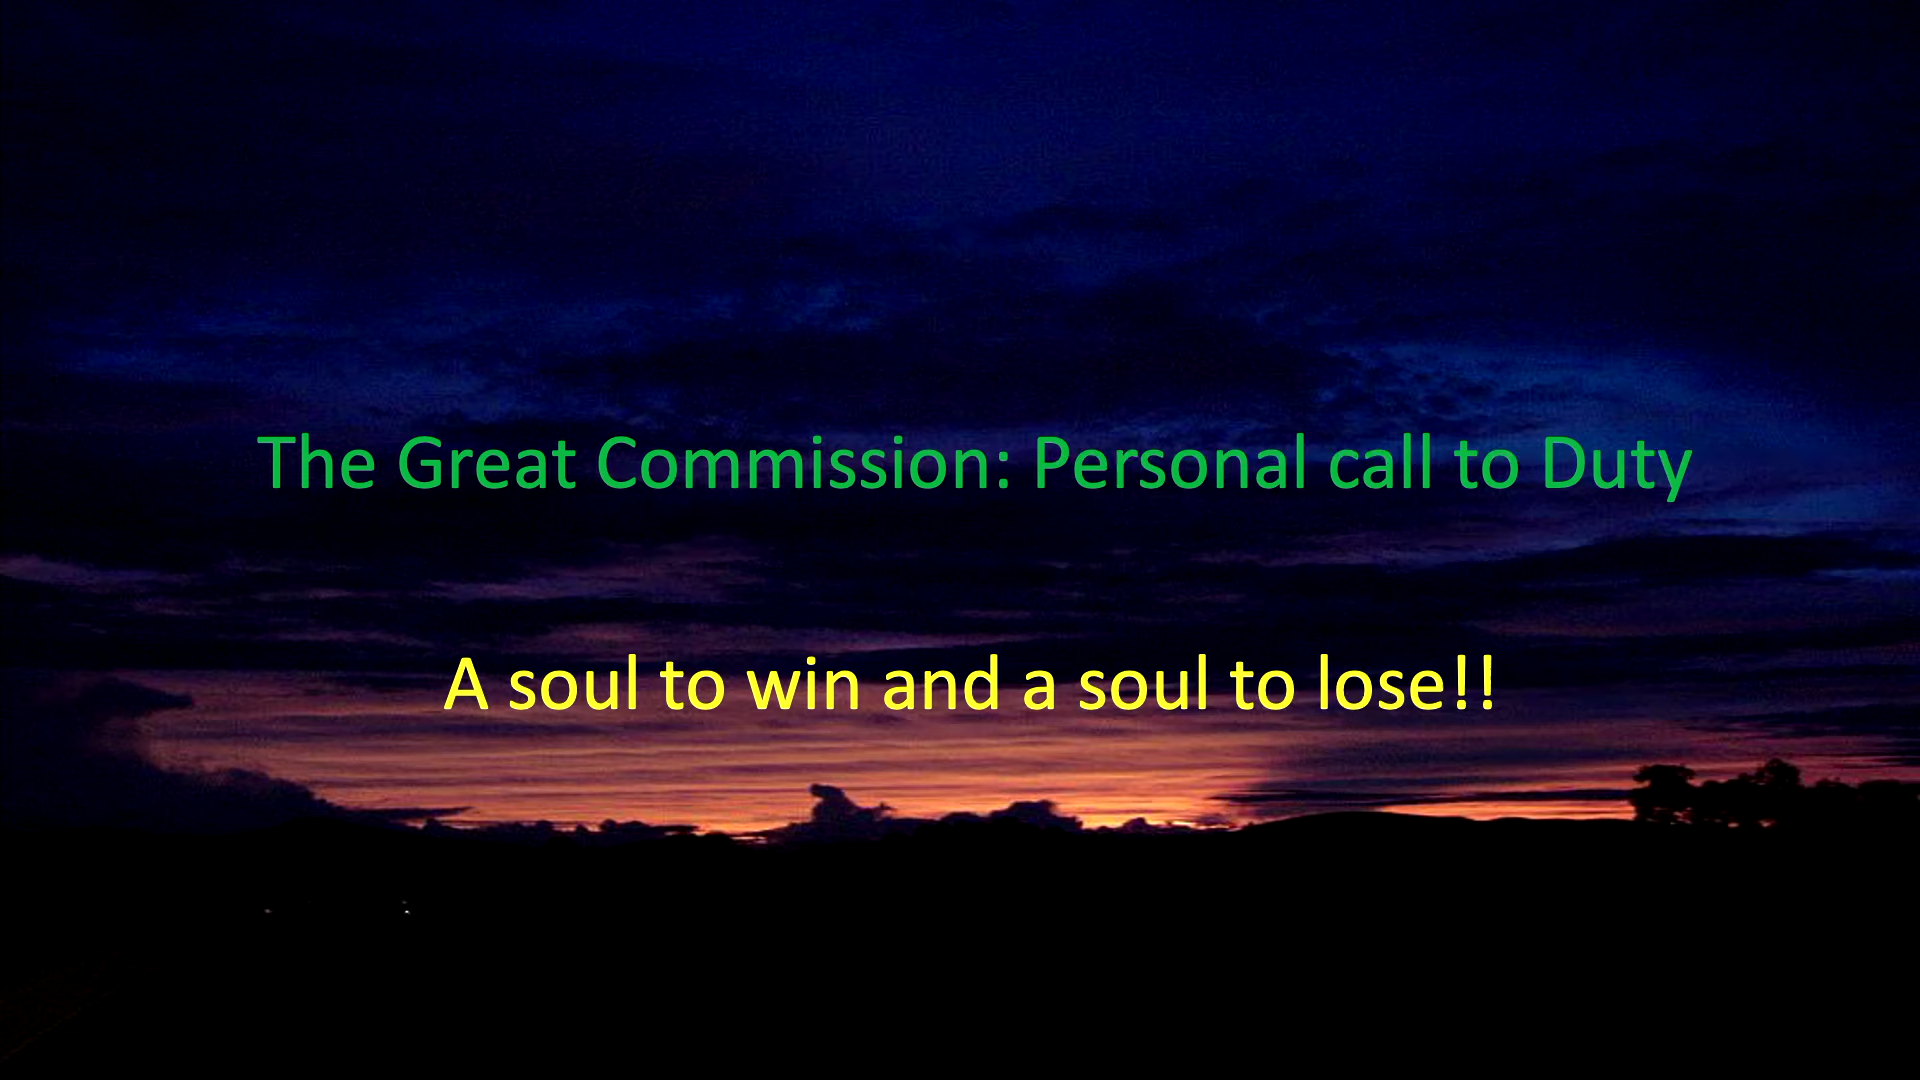 The Great Commission: Personal call to Duty
A soul to win and a soul to lose!!